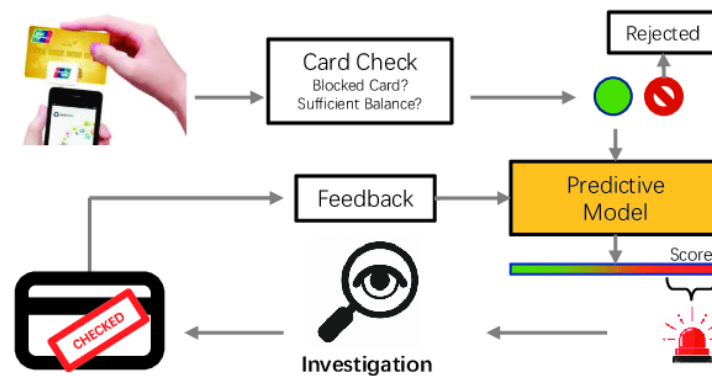 Rejected
Card Check
Blocked Card?
Sufficient Balance?
Feedback
Predictive
Model
Score
CHECKED
Investigation